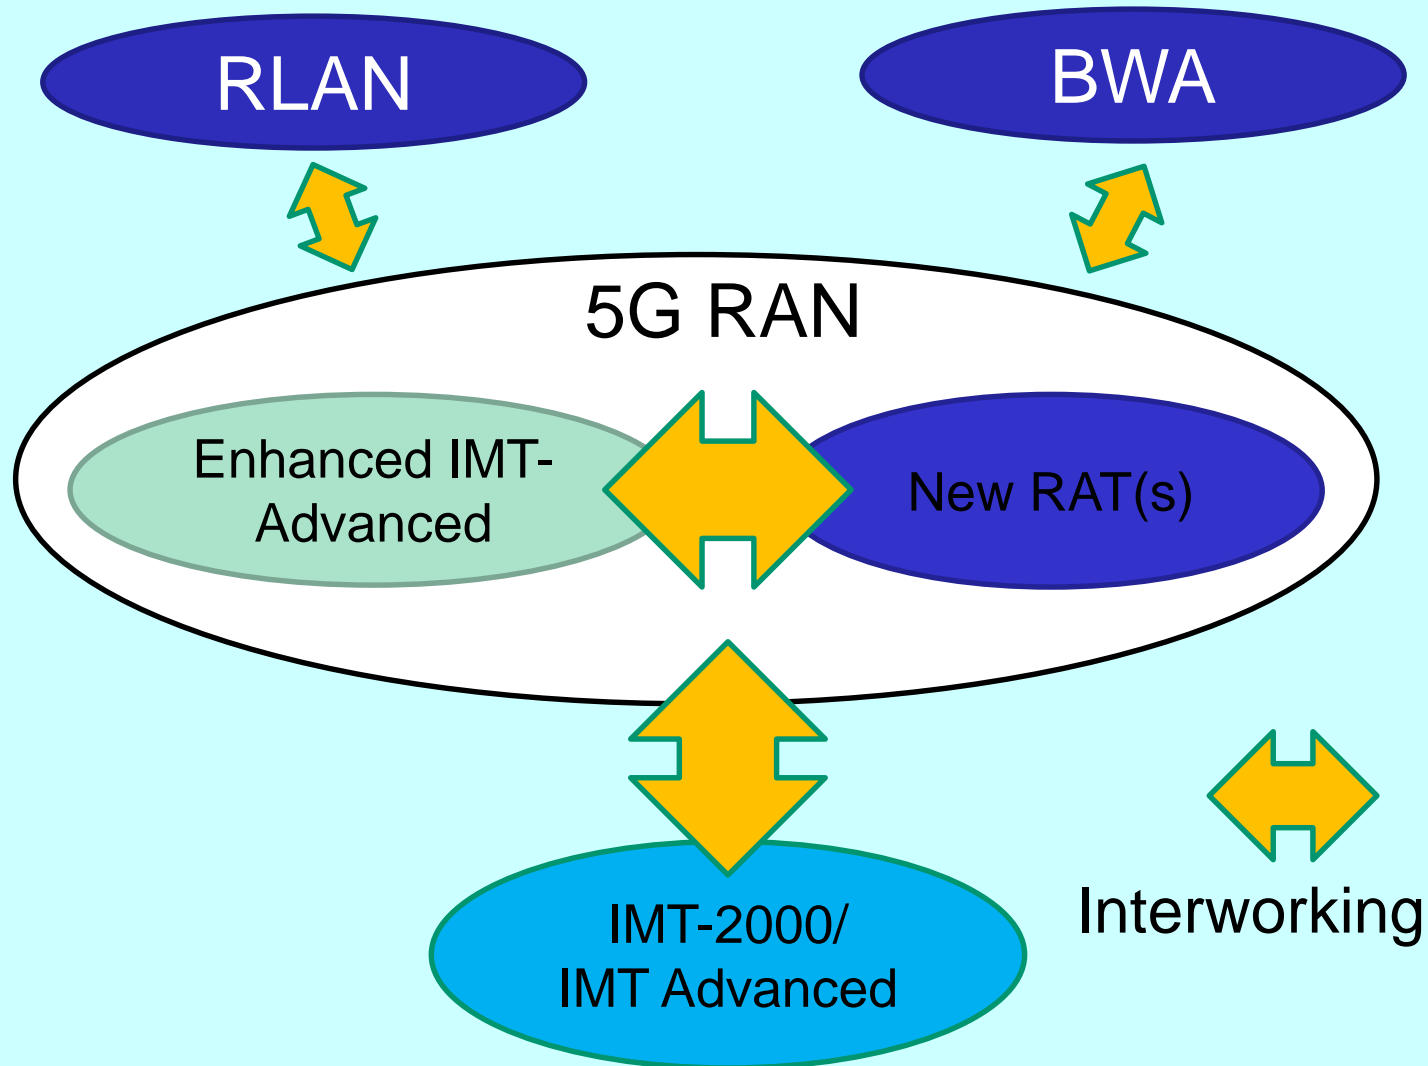 RLAN
BWA
5G RAN
Enhanced IMT-
Advanced
New RAT(s)
IMT-2000/
IMT Advanced
Interworking